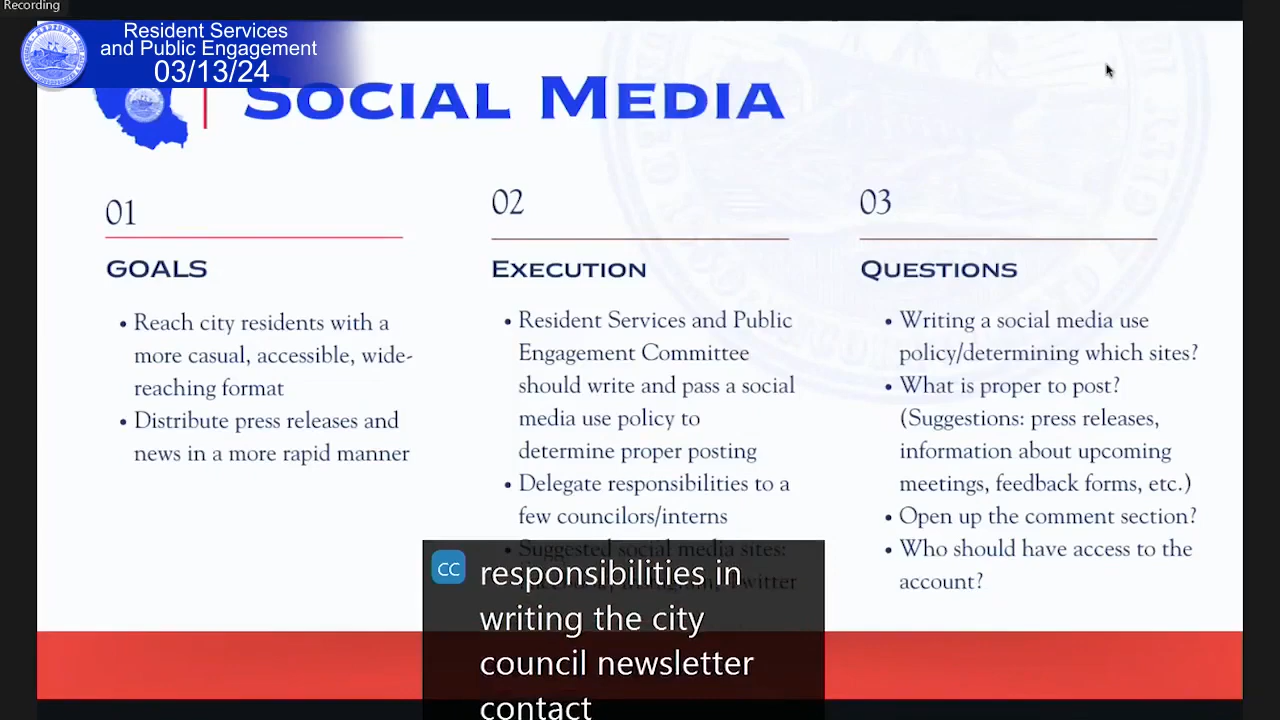 Recording
Resident Services
and Public Engagement
03/13/24
SOCIAL MEDIA
01
GOALS
• Reach city residents with a
more casual, accessible, wide-
reaching format
• Distribute press releases and
news in a more rapid manner
02
EXECUTION
• Resident Services and Public
Engagement Committee
should write and pass a social
media use policy to
determine proper posting
• Delegate responsibilities to a
few councilors/interns
• Suggested social media sites:
Twitter
03
QUESTIONS
• Writing a social media use
policy/determining which sites?
• What is proper to post?
(Suggestions: press releases,
information about upcoming
meetings, feedback forms, etc.)
• Open up the comment section?
• Who should have access to the
account?
CC
responsibilities in
writing the city
council newsletter
contact